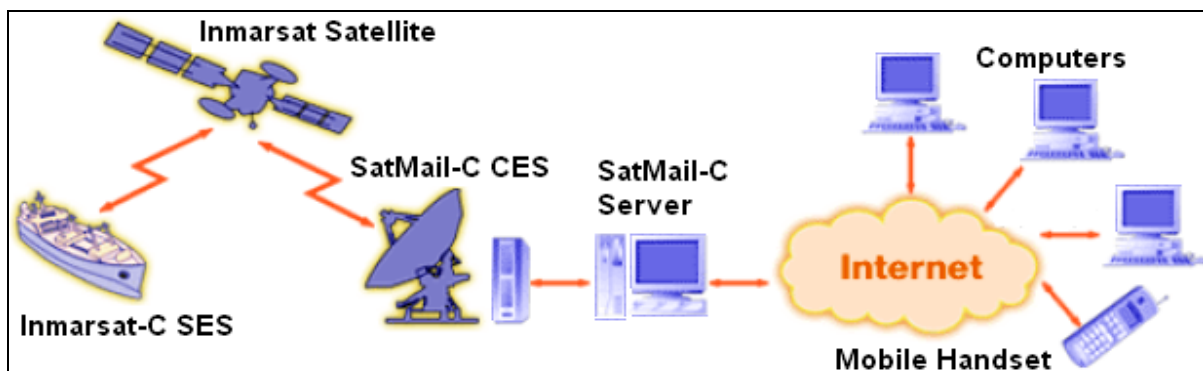 Inmarsat Satellite
Computers
SatMail-C CES
SatMail-C
Server
Internet
Inmarsat-C SES
Mobile Handset